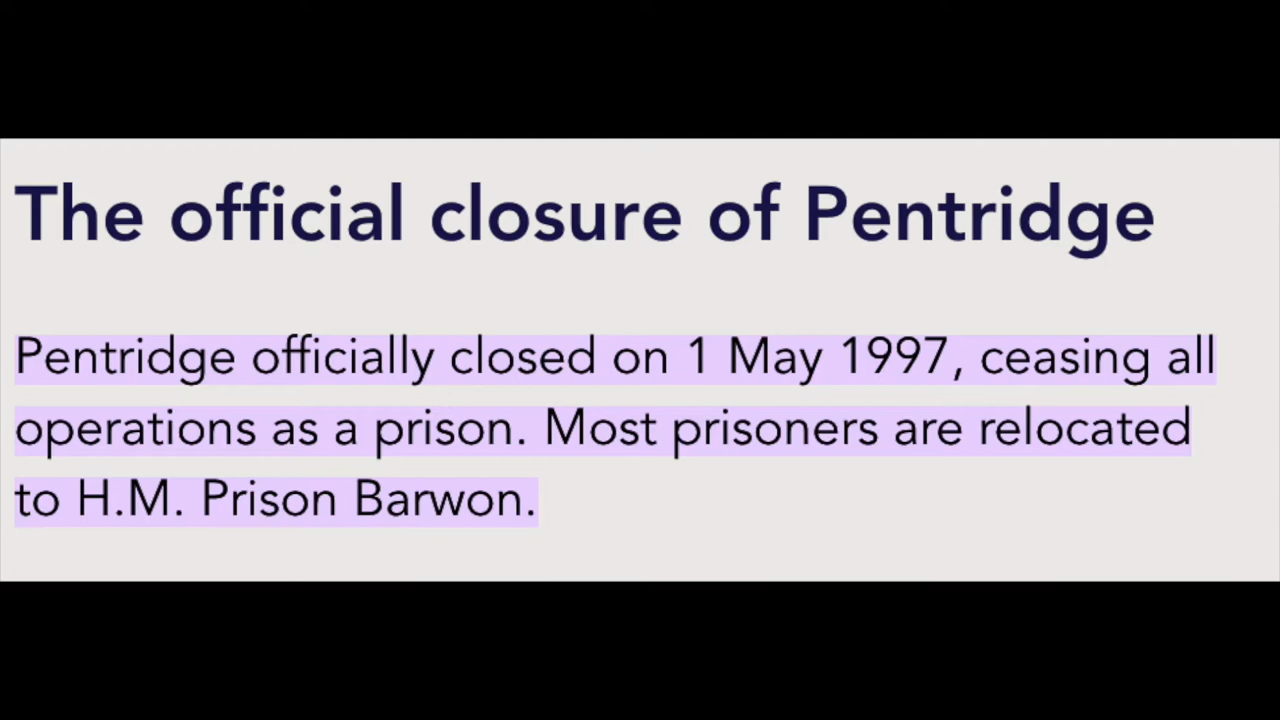 The official closure of Pentridge
Pentridge officially closed on 1 May 1997, ceasing all
operations as a prison. Most prisoners are relocated
to H.M. Prison Barwon.